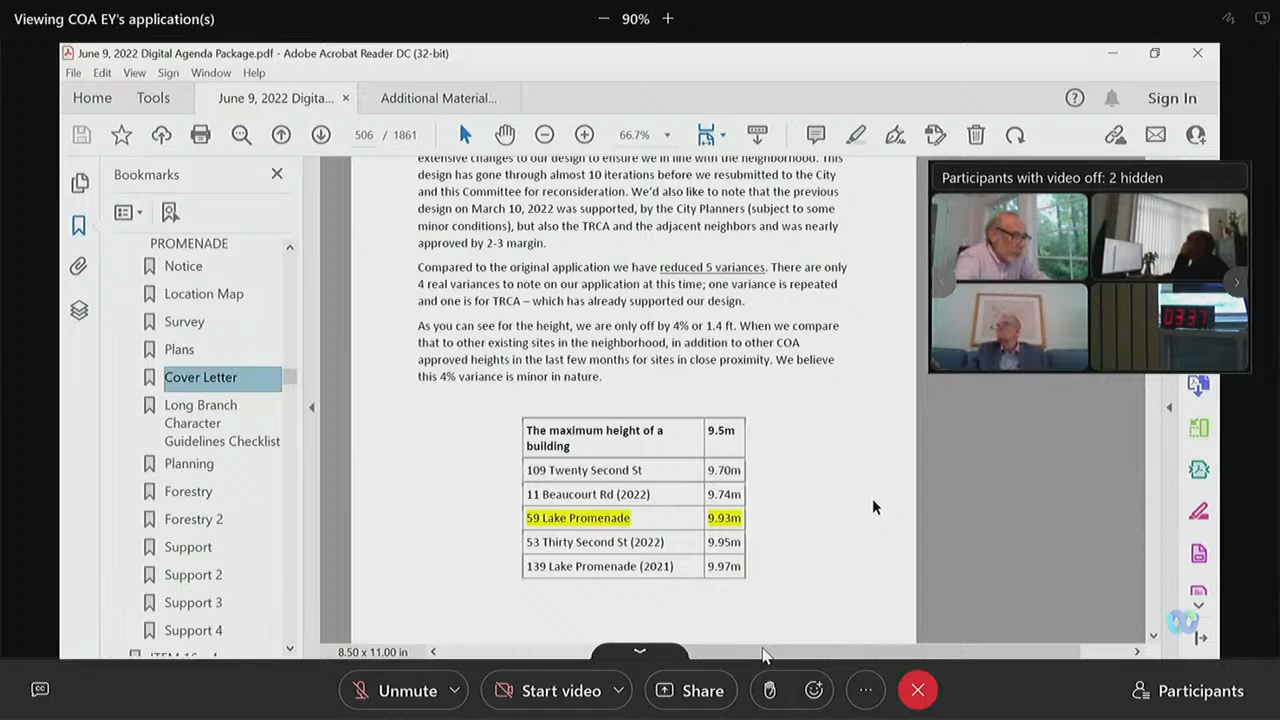 Viewing COA EY's application(s)
90%
June 9, 2022 Digital Agenda Package.pdf - Adobe Acrobat Reader DC (32-bit)
File Edit View Sign Window Help
Home Tools June 9, 2022 Digita... × Additional Material... Sign In
506 / 1861 66.7%
Bookmarks
PROMENADE
Notice
Location Map
Survey
Plans
Cover Letter
Long Branch
Character
Guidelines Checklist
Planning
Forestry
Forestry 2
Support
Support 2
Support 3
Support 4
extensive changes to our design to ensure we in line with the neighborhood. This
design has gone through almost 10 iterations before we resubmitted to the City
and this Committee for reconsideration. We'd also like to note that the previous
design on March 10, 2022 was supported, by the City Planners (subject to some
minor conditions), but also the TRCA and the adjacent neighbors and was nearly
approved by 2-3 margin.
Compared to the original application we have reduced 5 variances. There are only
4 real variances to note on our application at this time; one variance is repeated
and one is for TRCA – which has already supported our design.
As you can see for the height, we are only off by 4% or 1.4 ft. When we compare
that to other existing sites in the neighborhood, in addition to other COA
approved heights in the last few months for sites in close proximity. We believe
this 4% variance is minor in nature.
The maximum height of a 9.5m
building
109 Twenty Second St 9.70m
11 Beaucourt Rd (2022) 9.74m
59 Lake Promenade 9.93m
53 Thirty Second St (2022) 9.95m
139 Lake Promenade (2021) 9.97m
8.50 x 11.00 in
Participants with video off: 2 hidden
03:37
Unmute Start video Share Participants